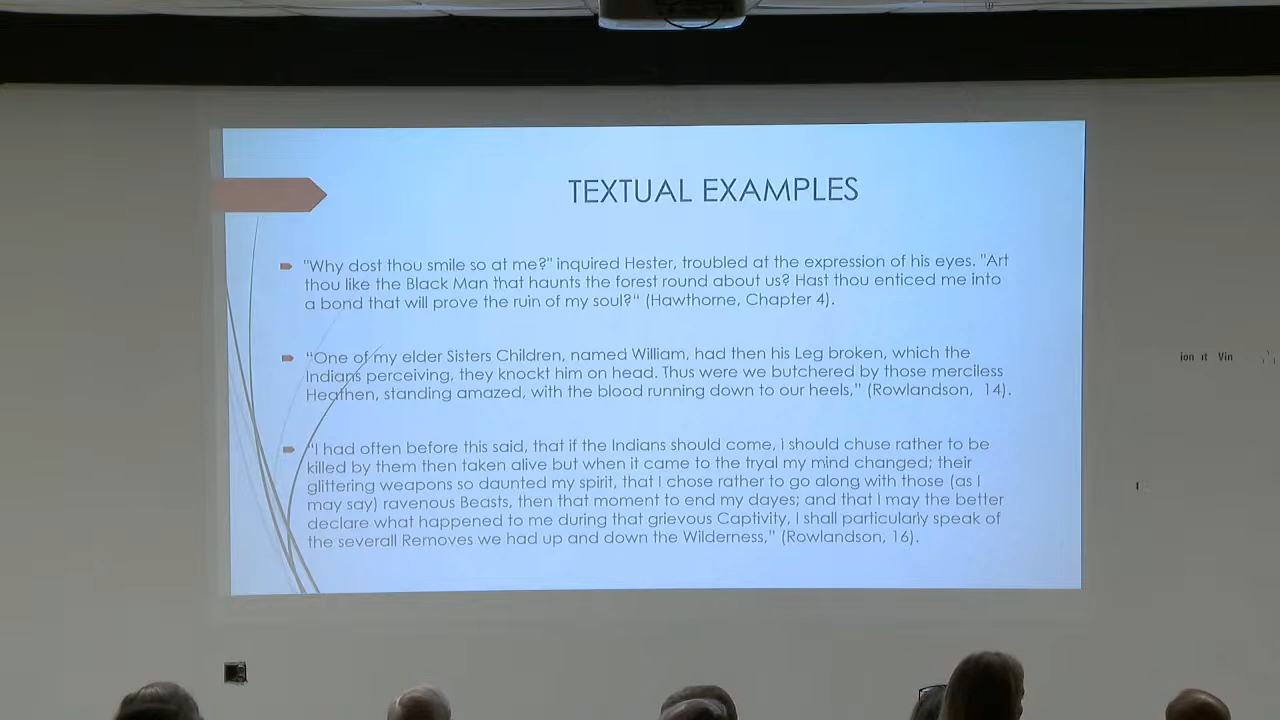 TEXTUAL EXAMPLES
"Why dost thou smile so at me?" inquired Hester, troubled at the expression of his eyes. "Art
thou like the Black Man that haunts the forest round about us? Hast thou enticed me into
a bond that will prove the ruin of my soul?" (Hawthorne, Chapter 4).
"One of my elder Sisters Children, named William, had then his Leg broken, which the
Indians perceiving, they knockt him on head. Thus were we butchered by those merciless
Heathen, standing amazed, with the blood running down to our heels," (Rowlandson, 14).
"I had often before this said, that if the Indians should come, I should chuse rather to be
killed by them then taken alive but when it came to the tryal my mind changed; their
glittering weapons so daunted my spirit, that I chose rather to go along with those (as I
may say) ravenous Beasts, then that moment to end my dayes; and that I may the better
declare what happened to me during that grievous Captivity, I shall particularly speak of
the severall Removes we had up and down the Wilderness," (Rowlandson, 16).